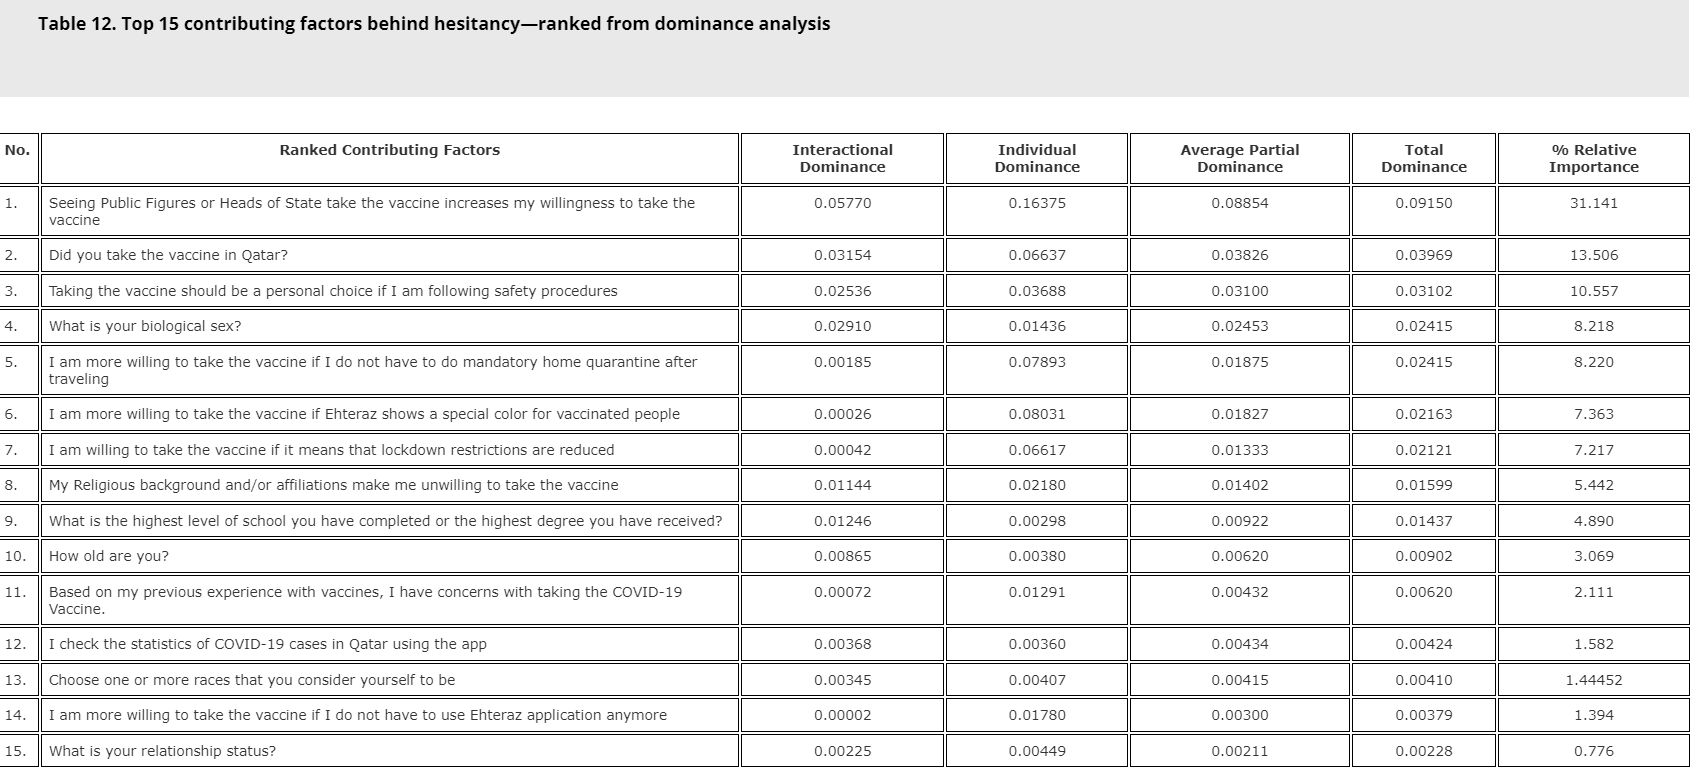 Table 12. Top 15 contributing factors behind hesitancy—ranked from dominance analysis
No. Ranked Contributing Factors Interactional Dominance Individual Dominance Average Partial Dominance Total Dominance % Relative Importance
1. Seeing Public Figures or Heads of State take the vaccine increases my willingness to take the vaccine 0.05770 0.16375 0.08854 0.09150 31.141
2. Did you take the vaccine in Qatar? 0.03154 0.06637 0.03826 0.03969 13.506
3. Taking the vaccine should be a personal choice if I am following safety procedures 0.02536 0.03688 0.03100 0.03102 10.557
4. What is your biological sex? 0.02910 0.01436 0.02453 0.02415 8.218
5. I am more willing to take the vaccine if I do not have to do mandatory home quarantine after traveling 0.00185 0.07893 0.01875 0.02415 8.220
6. I am more willing to take the vaccine if Ehteraz shows a special color for vaccinated people 0.00026 0.08031 0.01827 0.02163 7.363
7. I am willing to take the vaccine if it means that lockdown restrictions are reduced 0.00042 0.06617 0.01333 0.02121 7.217
8. My Religious background and/or affiliations make me unwilling to take the vaccine 0.01144 0.02180 0.01402 0.01599 5.442
9. What is the highest level of school you have completed or the highest degree you have received? 0.01246 0.00298 0.00922 0.01437 4.890
10. How old are you? 0.00865 0.00380 0.00620 0.00902 3.069
11. Based on my previous experience with vaccines, I have concerns with taking the COVID-19 Vaccine. 0.00072 0.01291 0.00432 0.00620 2.111
12. I check the statistics of COVID-19 cases in Qatar using the app 0.00368 0.00360 0.00434 0.00424 1.582
13. Choose one or more races that you consider yourself to be 0.00345 0.00407 0.00415 0.00410 1.44452
14. I am more willing to take the vaccine if I do not have to use Ehteraz application anymore 0.00002 0.01780 0.00300 0.00379 1.394
15. What is your relationship status? 0.00225 0.00449 0.00211 0.00228 0.776